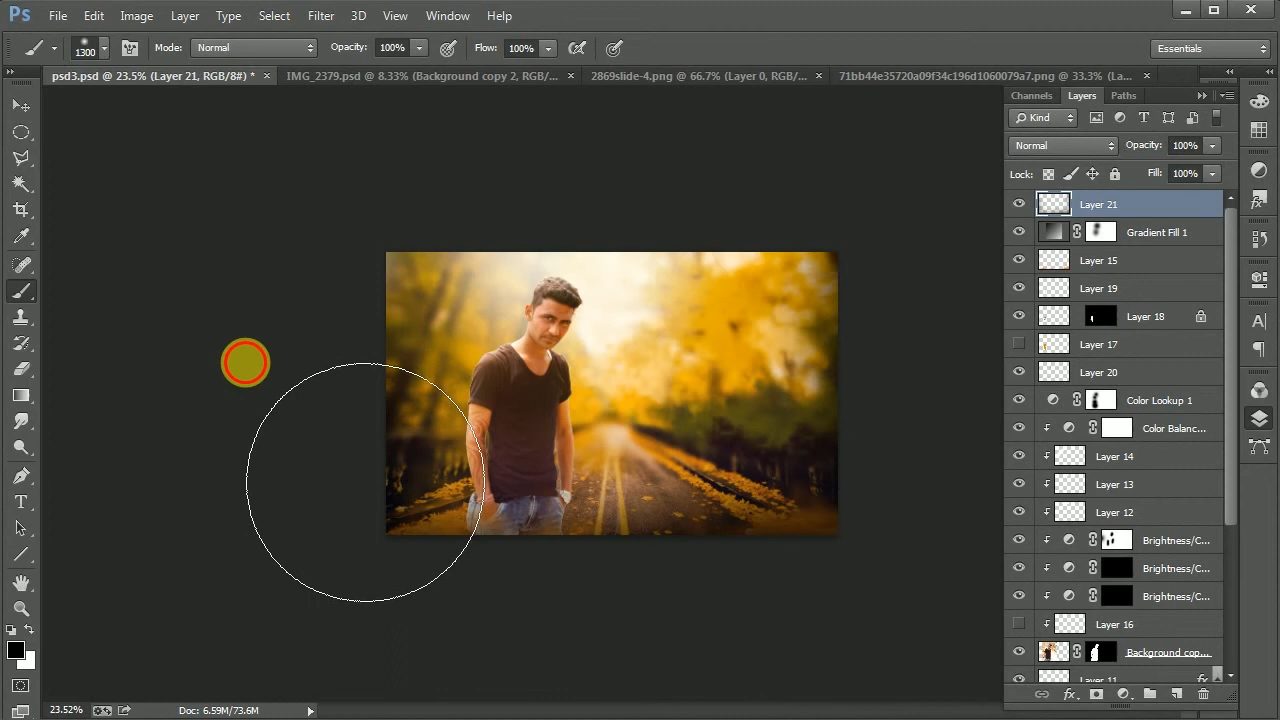 Ps File Edit Image Layer Type Select Filter 3D View Window Help
1300 Mode: Normal Opacity: 100% Flow: 100% Essentials
psd3.psd @ 23.5% (Layer 21, RGB/8#) * × IMG_2379.psd @ 8.33% (Background copy 2, RGB/... × 2869slide-4.png @ 66.7% (Layer 0, RGB/... × 71bb44e35720a09f34c196d1060079a7.png @ 33.3% (La... ×
Channels Layers Paths
Kind
Normal Opacity: 100%
Lock: Fill: 100%
Layer 21
Gradient Fill 1
Layer 15
Layer 19
Layer 18
Layer 17
Layer 20
Color Lookup 1
Color Balanc...
Layer 14
Layer 13
Layer 12
Brightness/C...
Brightness/C...
Brightness/C...
Layer 16
Background cop...
Layer 11 fx
23.52% Doc: 6.59M/73.6M